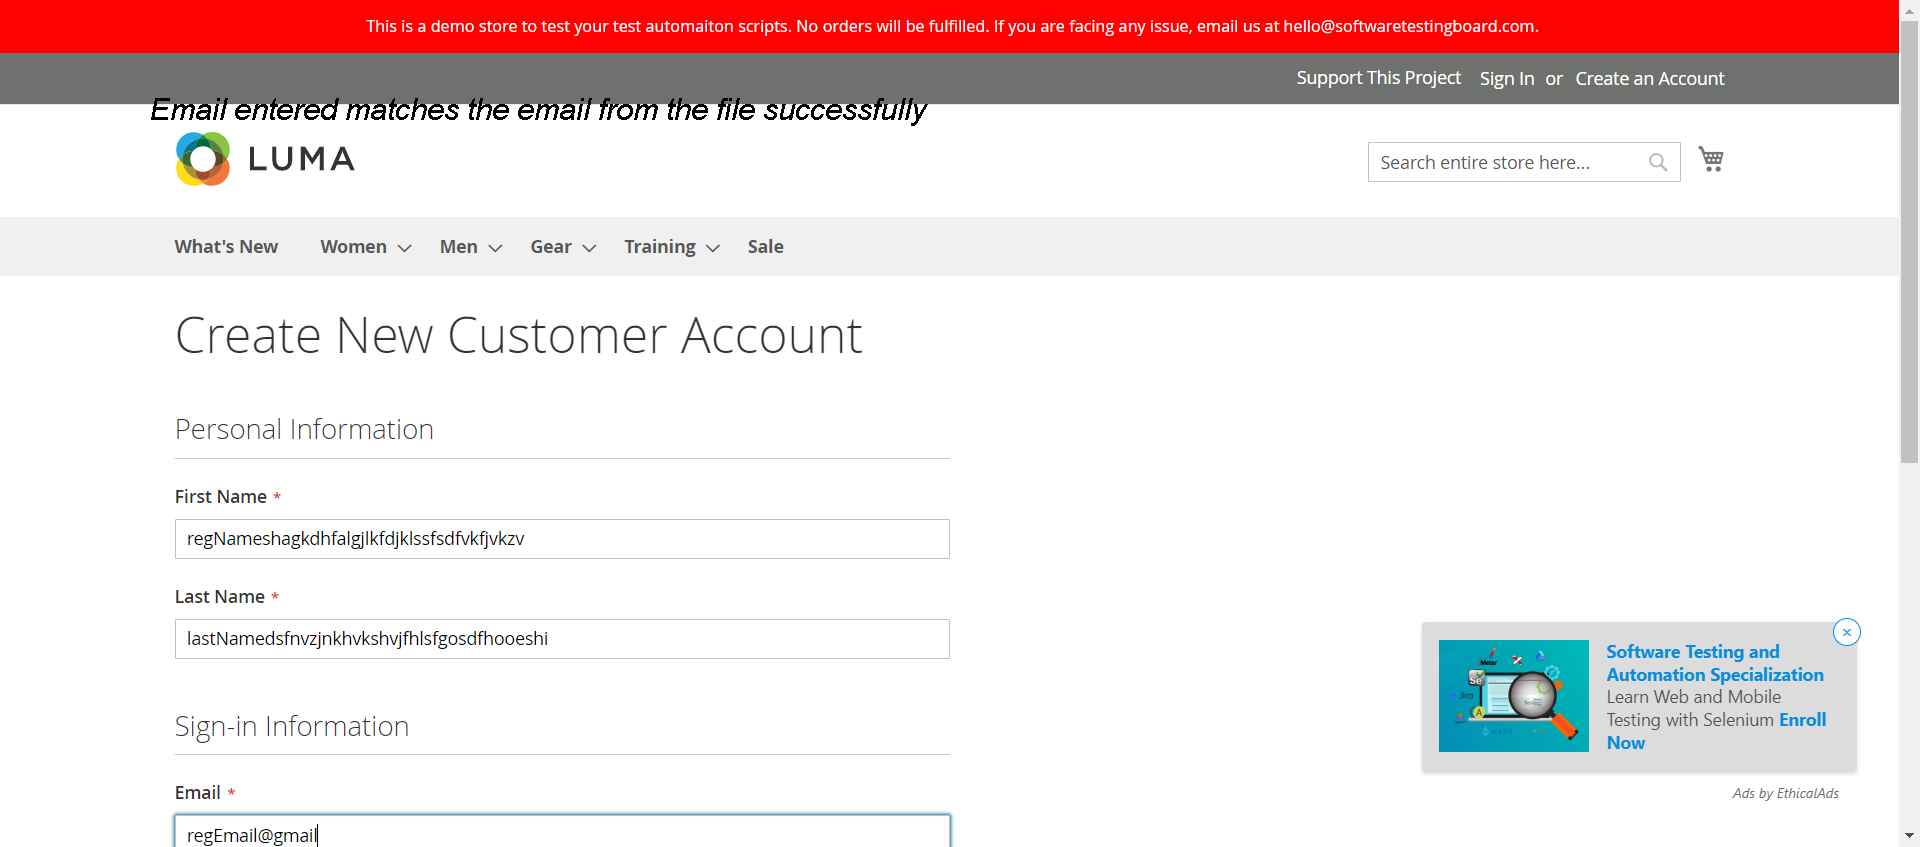 This is a demo store to test your test automaiton scripts. No orders will be fulfilled. If you are facing any issue, email us at hello@softwaretestingboard.com.
Support This Project Sign In or Create an Account
Email entered matches the email from the file successfully
LUMA
Search entire store here...
What's New Women Men Gear Training Sale
Create New Customer Account
Personal Information
First Name *
regNameshagkdhfalgjlkfdjklssfsdfvkfjvkzv
Last Name *
lastNamedsfnvzjnkhvkshvjfhlsfgosdfhooeshi
Sign-in Information
Email *
regEmail@gmail
Meter
Se
Jira
Software Testing and
Automation Specialization
Learn Web and Mobile
Testing with Selenium Enroll
Now
Ads by EthicalAds